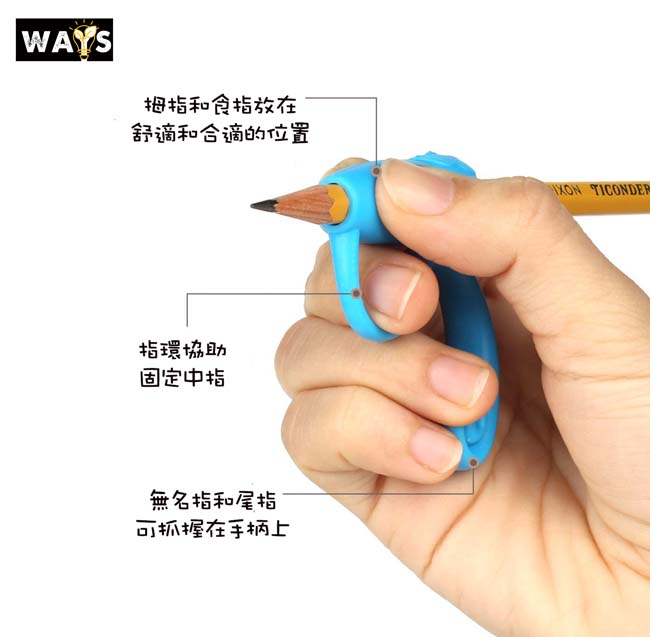 WAYS
拇指和食指放在
舒適和合適的位置
IXON TICONDER
指環協助
固定中指
無名指和尾指
可抓握在手柄上